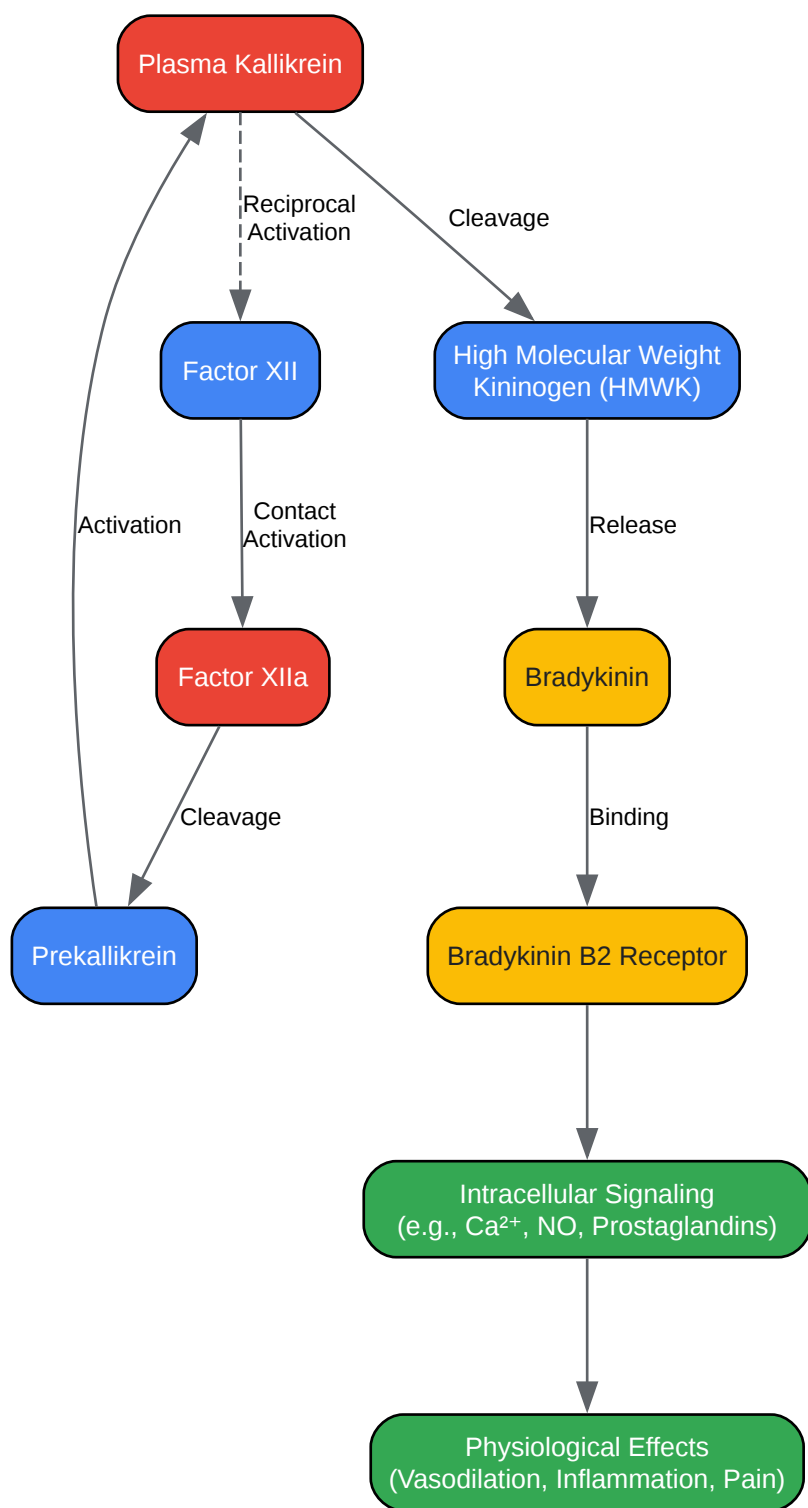 Plasma Kallikrein
Reciprocal
Activation
Cleavage
Factor XII
High Molecular Weight
Kininogen (HMWK)
Activation
Contact
Activation
Release
Factor XIIa
Bradykinin
Cleavage
Binding
Prekallikrein
Bradykinin B2 Receptor
Intracellular Signaling
(e.g., Ca²⁺, NO, Prostaglandins)
Physiological Effects
(Vasodilation, Inflammation, Pain)